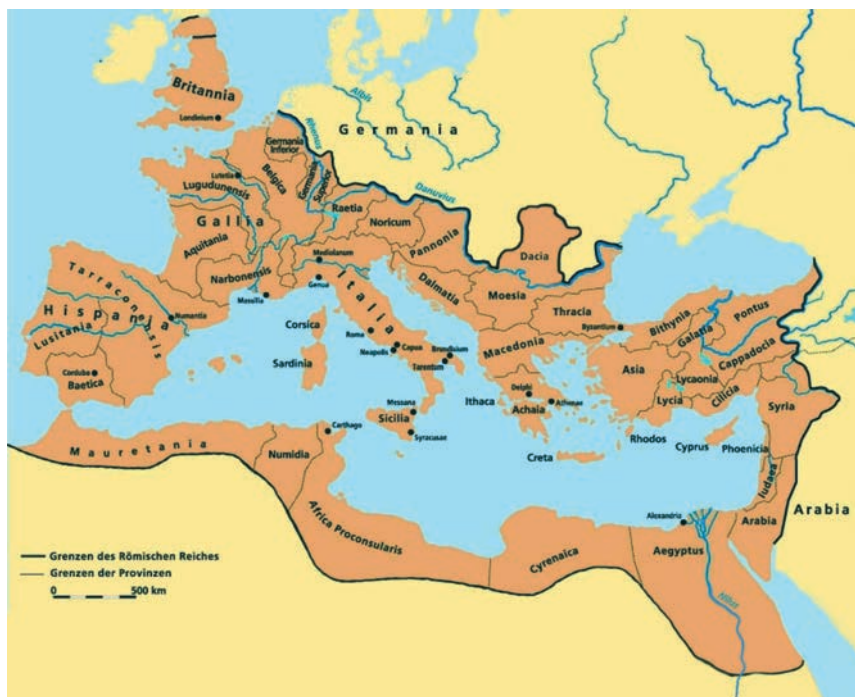 Britannia
Londinium
Albis
Rhenus
Germania
Germania
Inferior
Belgica
Germania
Superior
Lutetia
Lugudunensis
Danuvius
Gallia
Raetia
Noricum
Pannonia
Dacia
Aquitania
Mediolanum
Narbonensis
Genua
Italia
Dalmatia
Moesia
Tarraconensis
Massilia
Hispania
Numantia
Lusitania
Corduba
Baetica
Corsica
Roma
Capua
Neapolis
Brundisium
Tarentum
Sardinia
Thracia
Byzantium
Macedonia
Bithynia
Galatia
Pontus
Cappadocia
Asia
Lycaonia
Lycia
Cilicia
Delphi
Athenae
Achaia
Ithaca
Messana
Sicilia
Syracusae
Syria
Rhodos
Cyprus
Phoenicia
Creta
Mauretania
Carthago
Numidia
Africa Proconsularis
Cyrenaica
Alexandria
Aegyptus
Nilus
Iudaea
Arabia
Arabia
Grenzen des Römischen Reiches
Grenzen der Provinzen
0 500 km